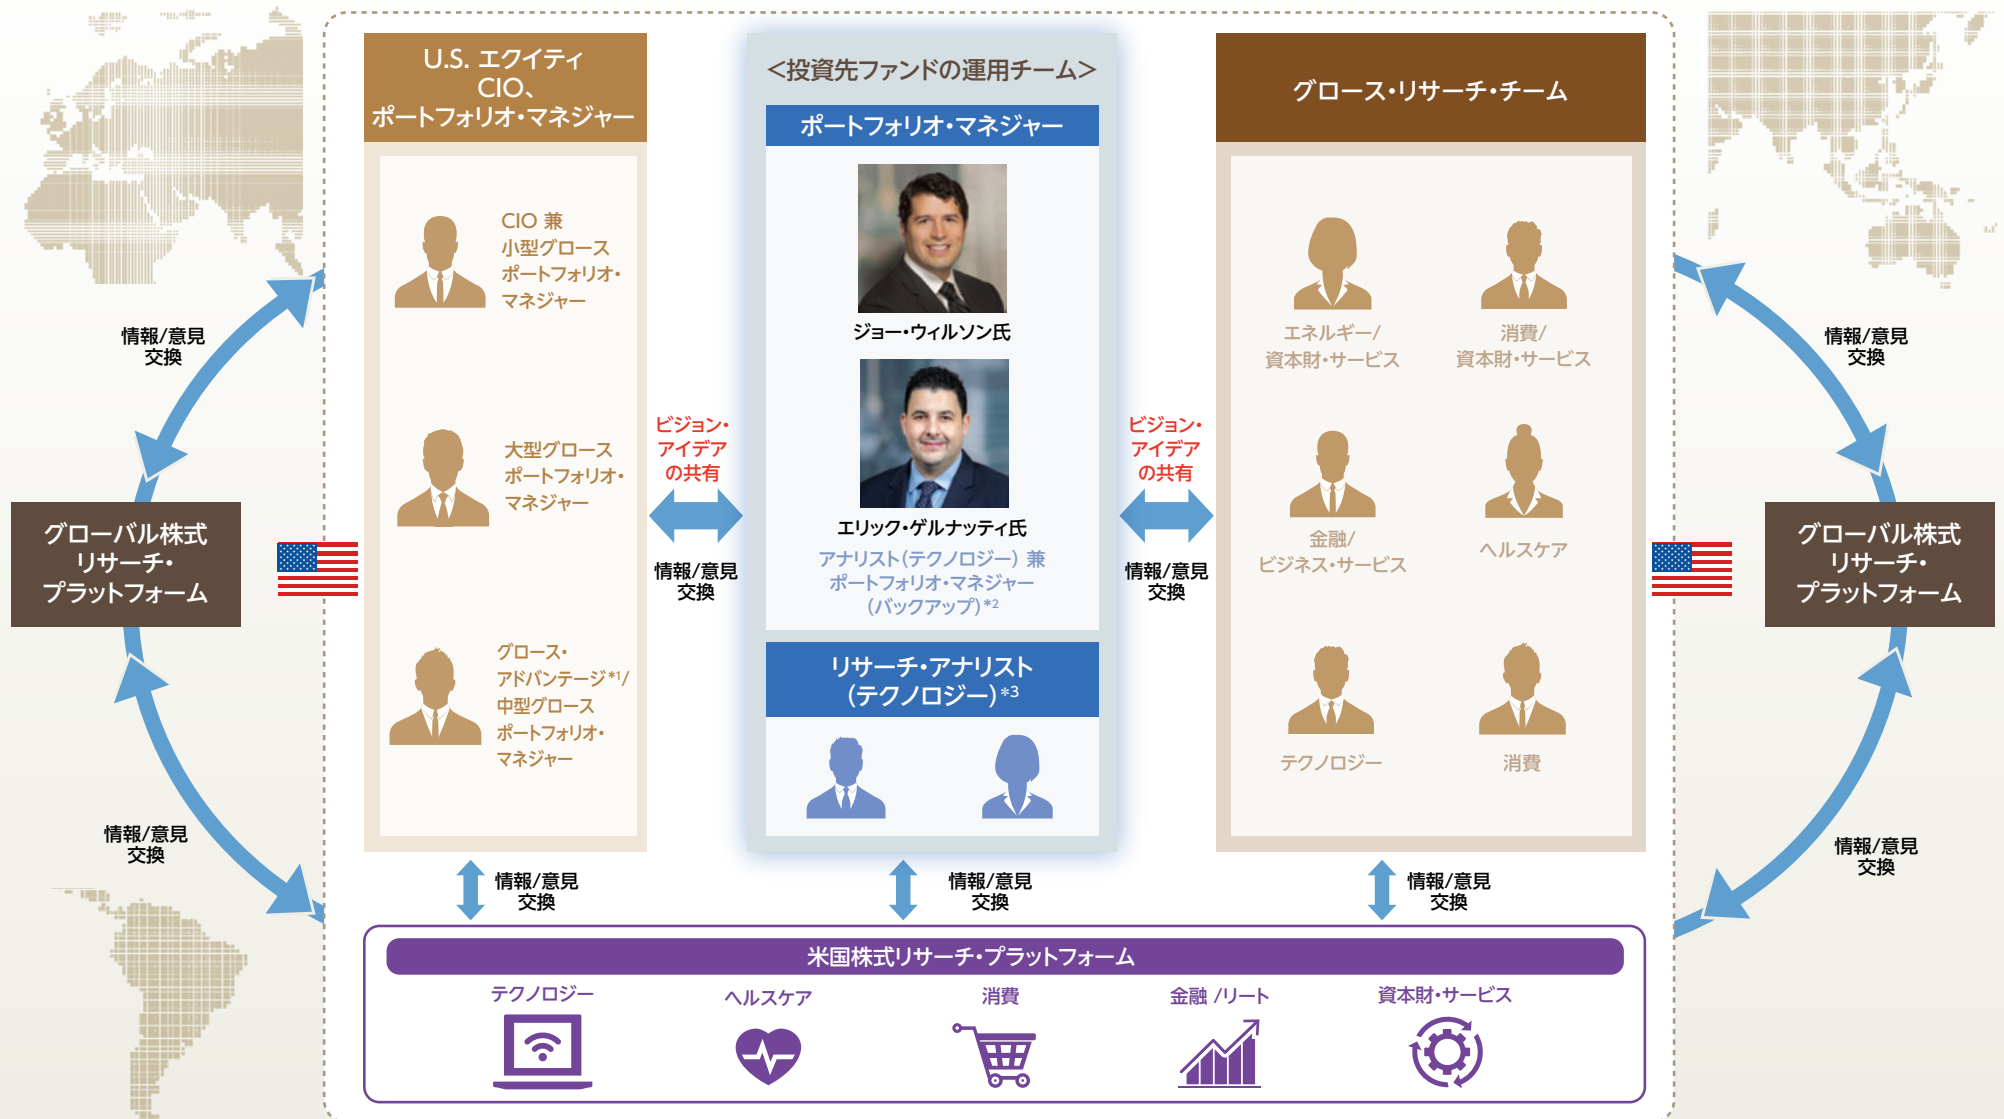 U.S. エクイティ
CIO、
ポートフォリオ・マネジャー
CIO 兼
小型グロース
ポートフォリオ・
マネジャー
大型グロース
ポートフォリオ・
マネジャー
グロース・
アドバンテージ*1/
中型グロース
ポートフォリオ・
マネジャー
<投資先ファンドの運用チーム>
ポートフォリオ・マネジャー
ジョー・ウィルソン氏
エリック・ゲルナッティ氏
アナリスト(テクノロジー) 兼
ポートフォリオ・マネジャー
(バックアップ)*2
リサーチ・アナリスト
(テクノロジー)*3
グロース・リサーチ・チーム
エネルギー/
資本財・サービス
消費/
資本財・サービス
金融/
ビジネス・サービス
ヘルスケア
テクノロジー
消費
ビジョン・
アイデア
の共有
情報/意見
交換
ビジョン・
アイデア
の共有
情報/意見
交換
情報/意見
交換
グローバル株式
リサーチ・
プラットフォーム
情報/意見
交換
情報/意見
交換
グローバル株式
リサーチ・
プラットフォーム
情報/意見
交換
情報/意見
交換
情報/意見
交換
情報/意見
交換
米国株式リサーチ・プラットフォーム
テクノロジー
ヘルスケア
消費
金融 /リート
資本財・サービス